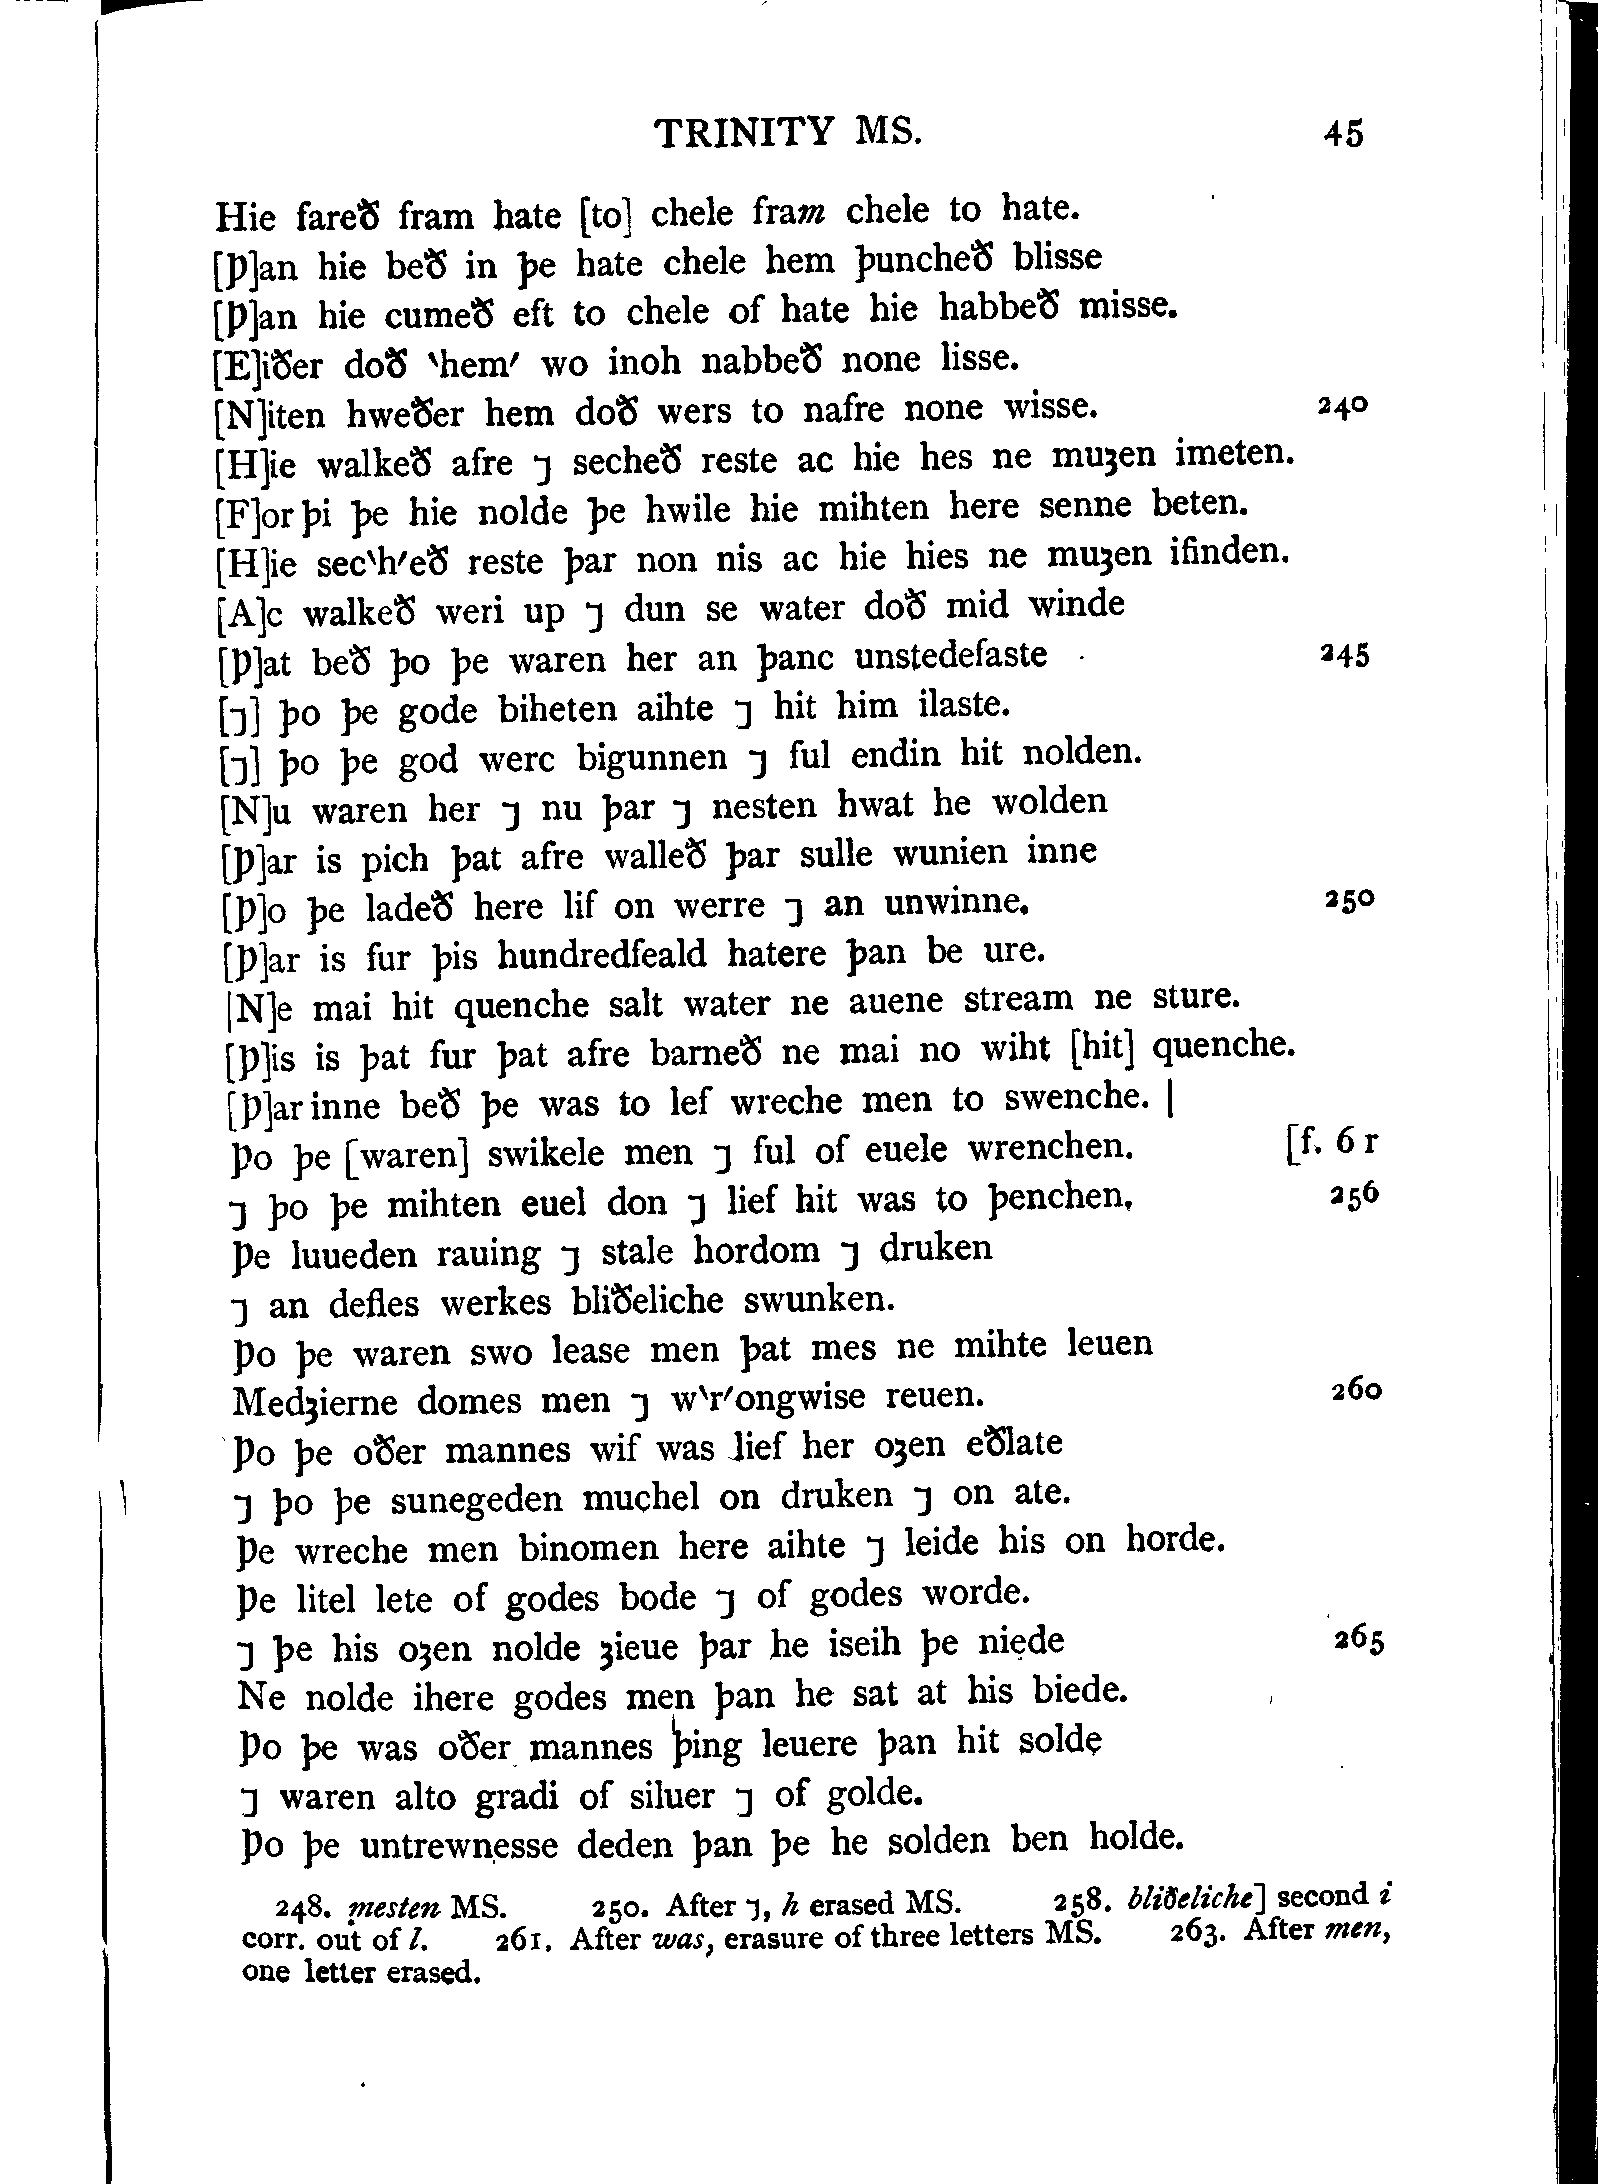 TRINITY MS. 45
Hie fareð fram hate [to] chele fram chele to hate.
[Þ]an hie beð in þe hate chele hem þuncheð blisse
[Þ]an hie cumeð eft to chele of hate hie habbeð misse.
[E]iðer doð ‵hem′ wo inoh nabbeð none lisse.
[N]iten hweðer hem doð wers to nafre none wisse. 240
[H]ie walkeð afre ⁊ secheð reste ac hie hes ne muȝen imeten.
[F]or þi þe hie nolde þe hwile hie mihten here senne beten.
[H]ie sec‵h′eð reste þar non nis ac hie hies ne muȝen ifinden.
[A]c walkeð weri up ⁊ dun se water doð mid winde
[Þ]at beð þo þe waren her an þanc unstedefaste 245
[⁊] þo þe gode biheten aihte ⁊ hit him ilaste.
[⁊] þo þe god werc bigunnen ⁊ ful endin hit nolden.
[N]u waren her ⁊ nu þar ⁊ nesten hwat he wolden
[Þ]ar is pich þat afre walleð þar sulle wunien inne
[Þ]o þe ladeð here lif on werre ⁊ an unwinne. 250
[Þ]ar is fur þis hundredfeald hatere þan be ure.
[N]e mai hit quenche salt water ne auene stream ne sture.
[Þ]is is þat fur þat afre barneð ne mai no wiht [hit] quenche.
[Þ]ar inne beð þe was to lef wreche men to swenche. |
Þo þe [waren] swikele men ⁊ ful of euele wrenchen. [f. 6 r
⁊ þo þe mihten euel don ⁊ lief hit was to þenchen. 256
Þe luueden rauing ⁊ stale hordom ⁊ druken
⁊ an defles werkes bliðeliche swunken.
Þo þe waren swo lease men þat mes ne mihte leuen
Medȝierne domes men ⁊ w‵r′ongwise reuen. 260
Þo þe oðer mannes wif was lief her oȝen eðlate
⁊ þo þe sunegeden muchel on druken ⁊ on ate.
Þe wreche men binomen here aihte ⁊ leide his on horde.
Þe litel lete of godes bode ⁊ of godes worde.
⁊ þe his oȝen nolde ȝieue þar he iseih þe niede 265
Ne nolde ihere godes men þan he sat at his biede.
Þo þe was oðer mannes þing leuere þan hit solde
⁊ waren alto gradi of siluer ⁊ of golde.
Þo þe untrewnesse deden þan þe he solden ben holde.
248. mesten MS. 250. After ⁊, h erased MS. 258. bliðeliche] second i
corr. out of l. 261. After was, erasure of three letters MS. 263. After men,
one letter erased.